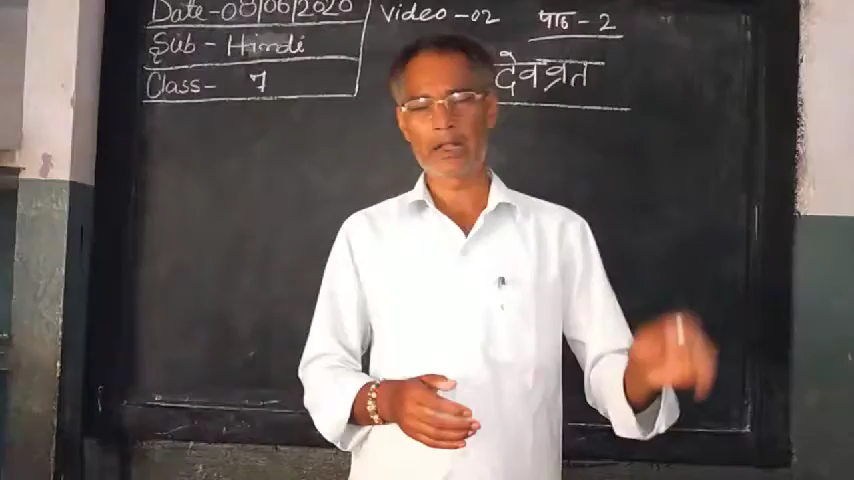 Date-08/06/2020
Sub - Hindi
Class- 7
video -02
पाठ - 2
देवव्रत